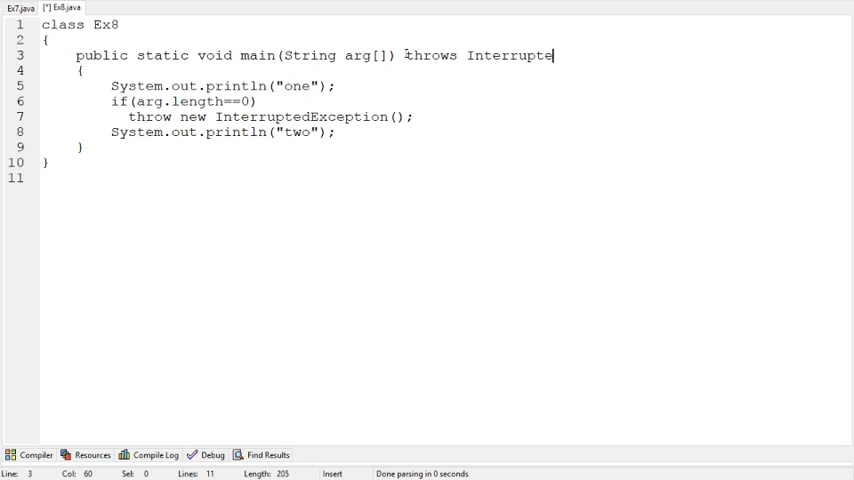 Ex7.java [*] Ex8.java
1 class Ex8
2 {
3 public static void main(String arg[]) throws Interrupte
4 {
5 System.out.println("one");
6 if(arg.length==0)
7 throw new InterruptedException();
8 System.out.println("two");
9 }
10 }
11
Compiler Resources Compile Log Debug Find Results
Line: 3 Col: 60 Sel: 0 Lines: 11 Length: 205 Insert Done parsing in 0 seconds